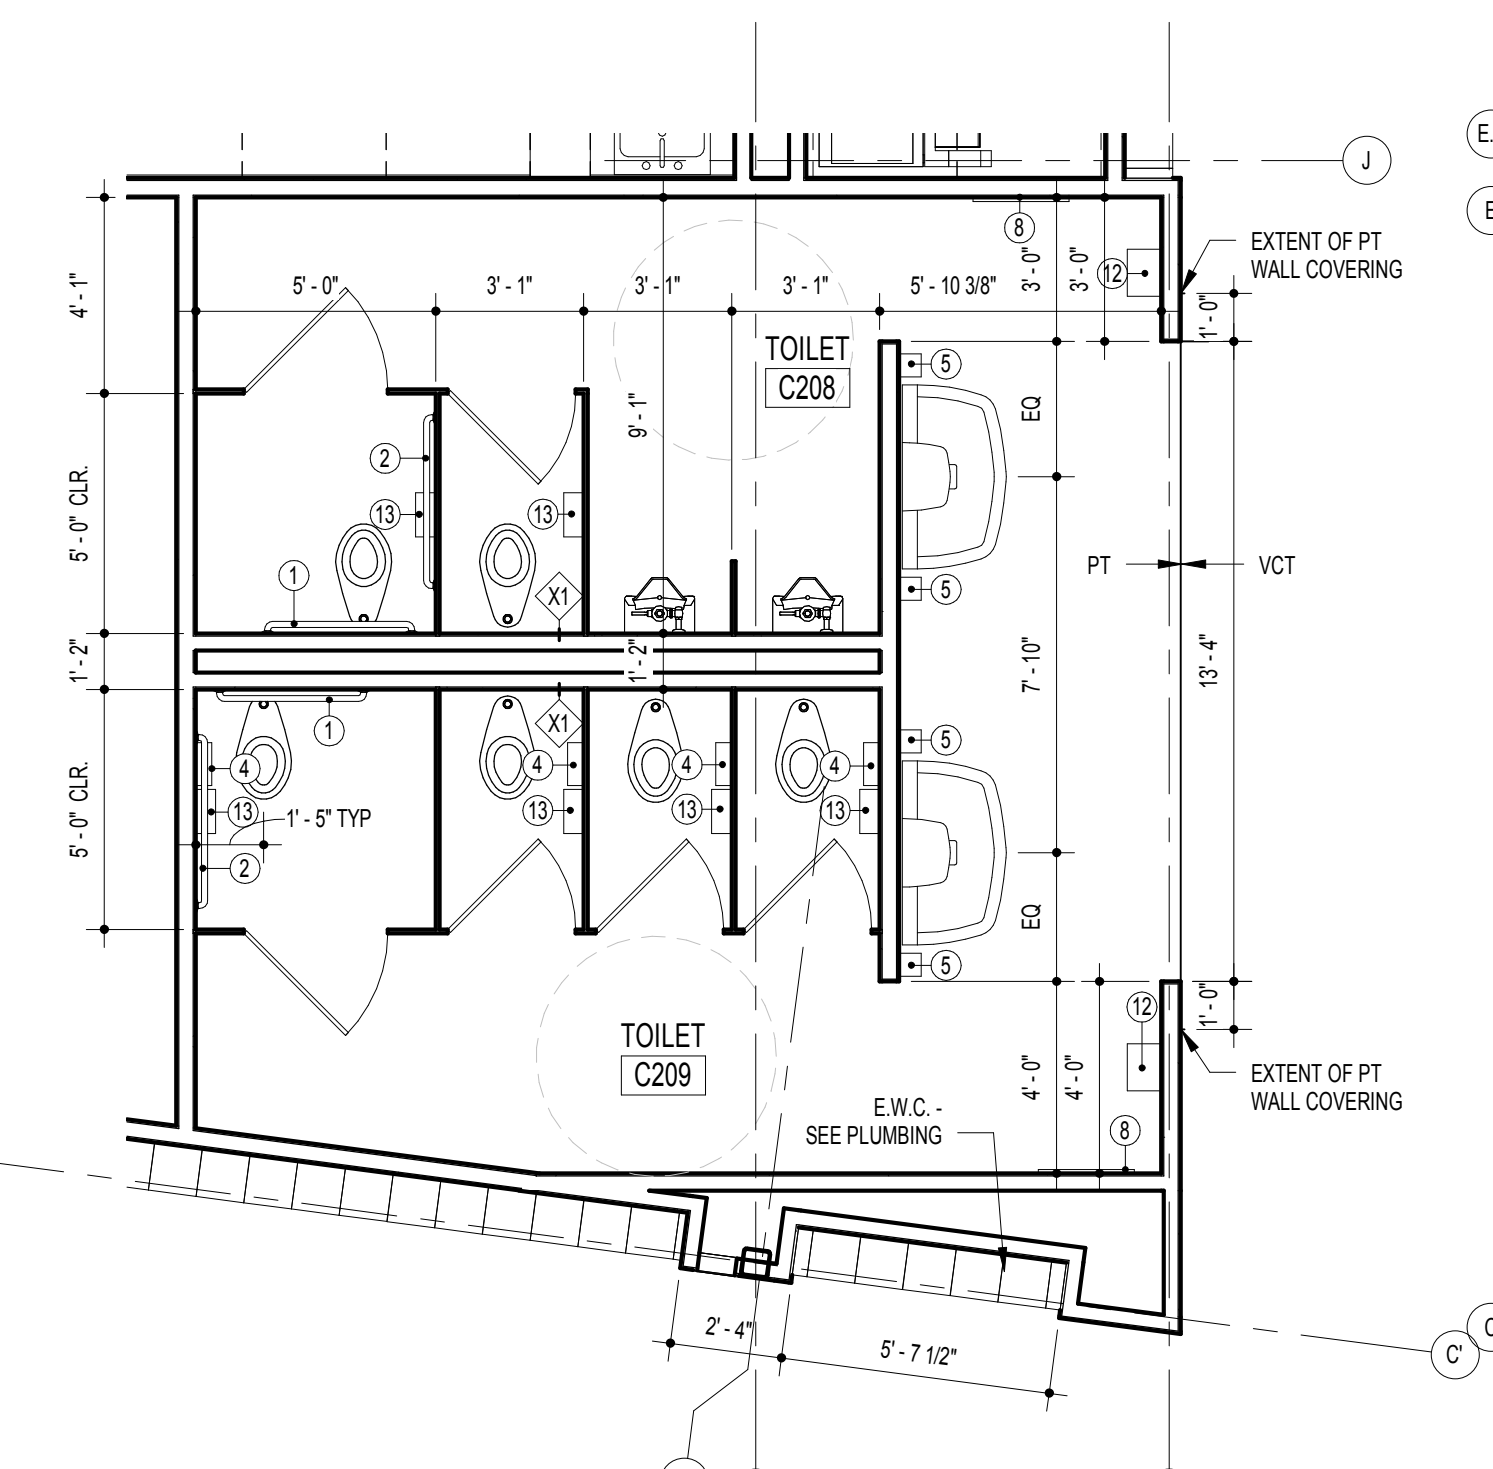 J
E.
E
8
12
EXTENT OF PT
WALL COVERING
4' - 1"
5' - 0"
3' - 1"
3' - 1"
3' - 1"
5' - 10 3/8"
3' - 0"
3' - 0"
1' - 0"
TOILET
C208
5
9' - 1"
EQ
2
13
13
5' - 0" CLR.
1
X1
5
PT
VCT
1' - 2"
1' - 2"
7' - 10"
13' - 4"
1
X1
5
4
4
4
4
13
13
13
13
1' - 5" TYP
5' - 0" CLR.
2
EQ
5
12
1' - 0"
TOILET
C209
4' - 0"
4' - 0"
EXTENT OF PT
WALL COVERING
E.W.C. -
SEE PLUMBING
8
2' - 4"
5' - 7 1/2"
C'